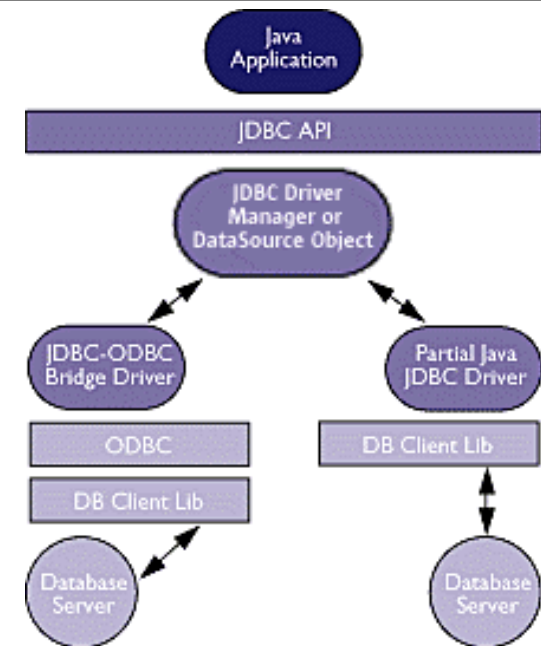 Java
Application
JDBC API
JDBC Driver
Manager or
DataSource Object
JDBC-ODBC
Bridge Driver
Partial Java
JDBC Driver
ODBC
DB Client Lib
DB Client Lib
Database
Server
Database
Server